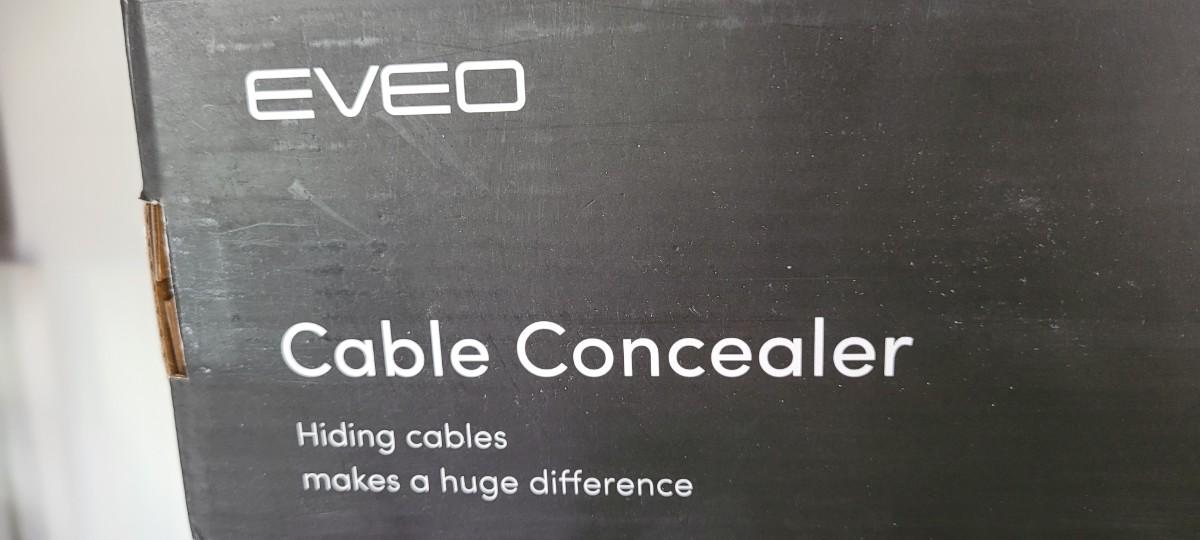 EVEO
Cable Concealer
Hiding cables
makes a huge difference